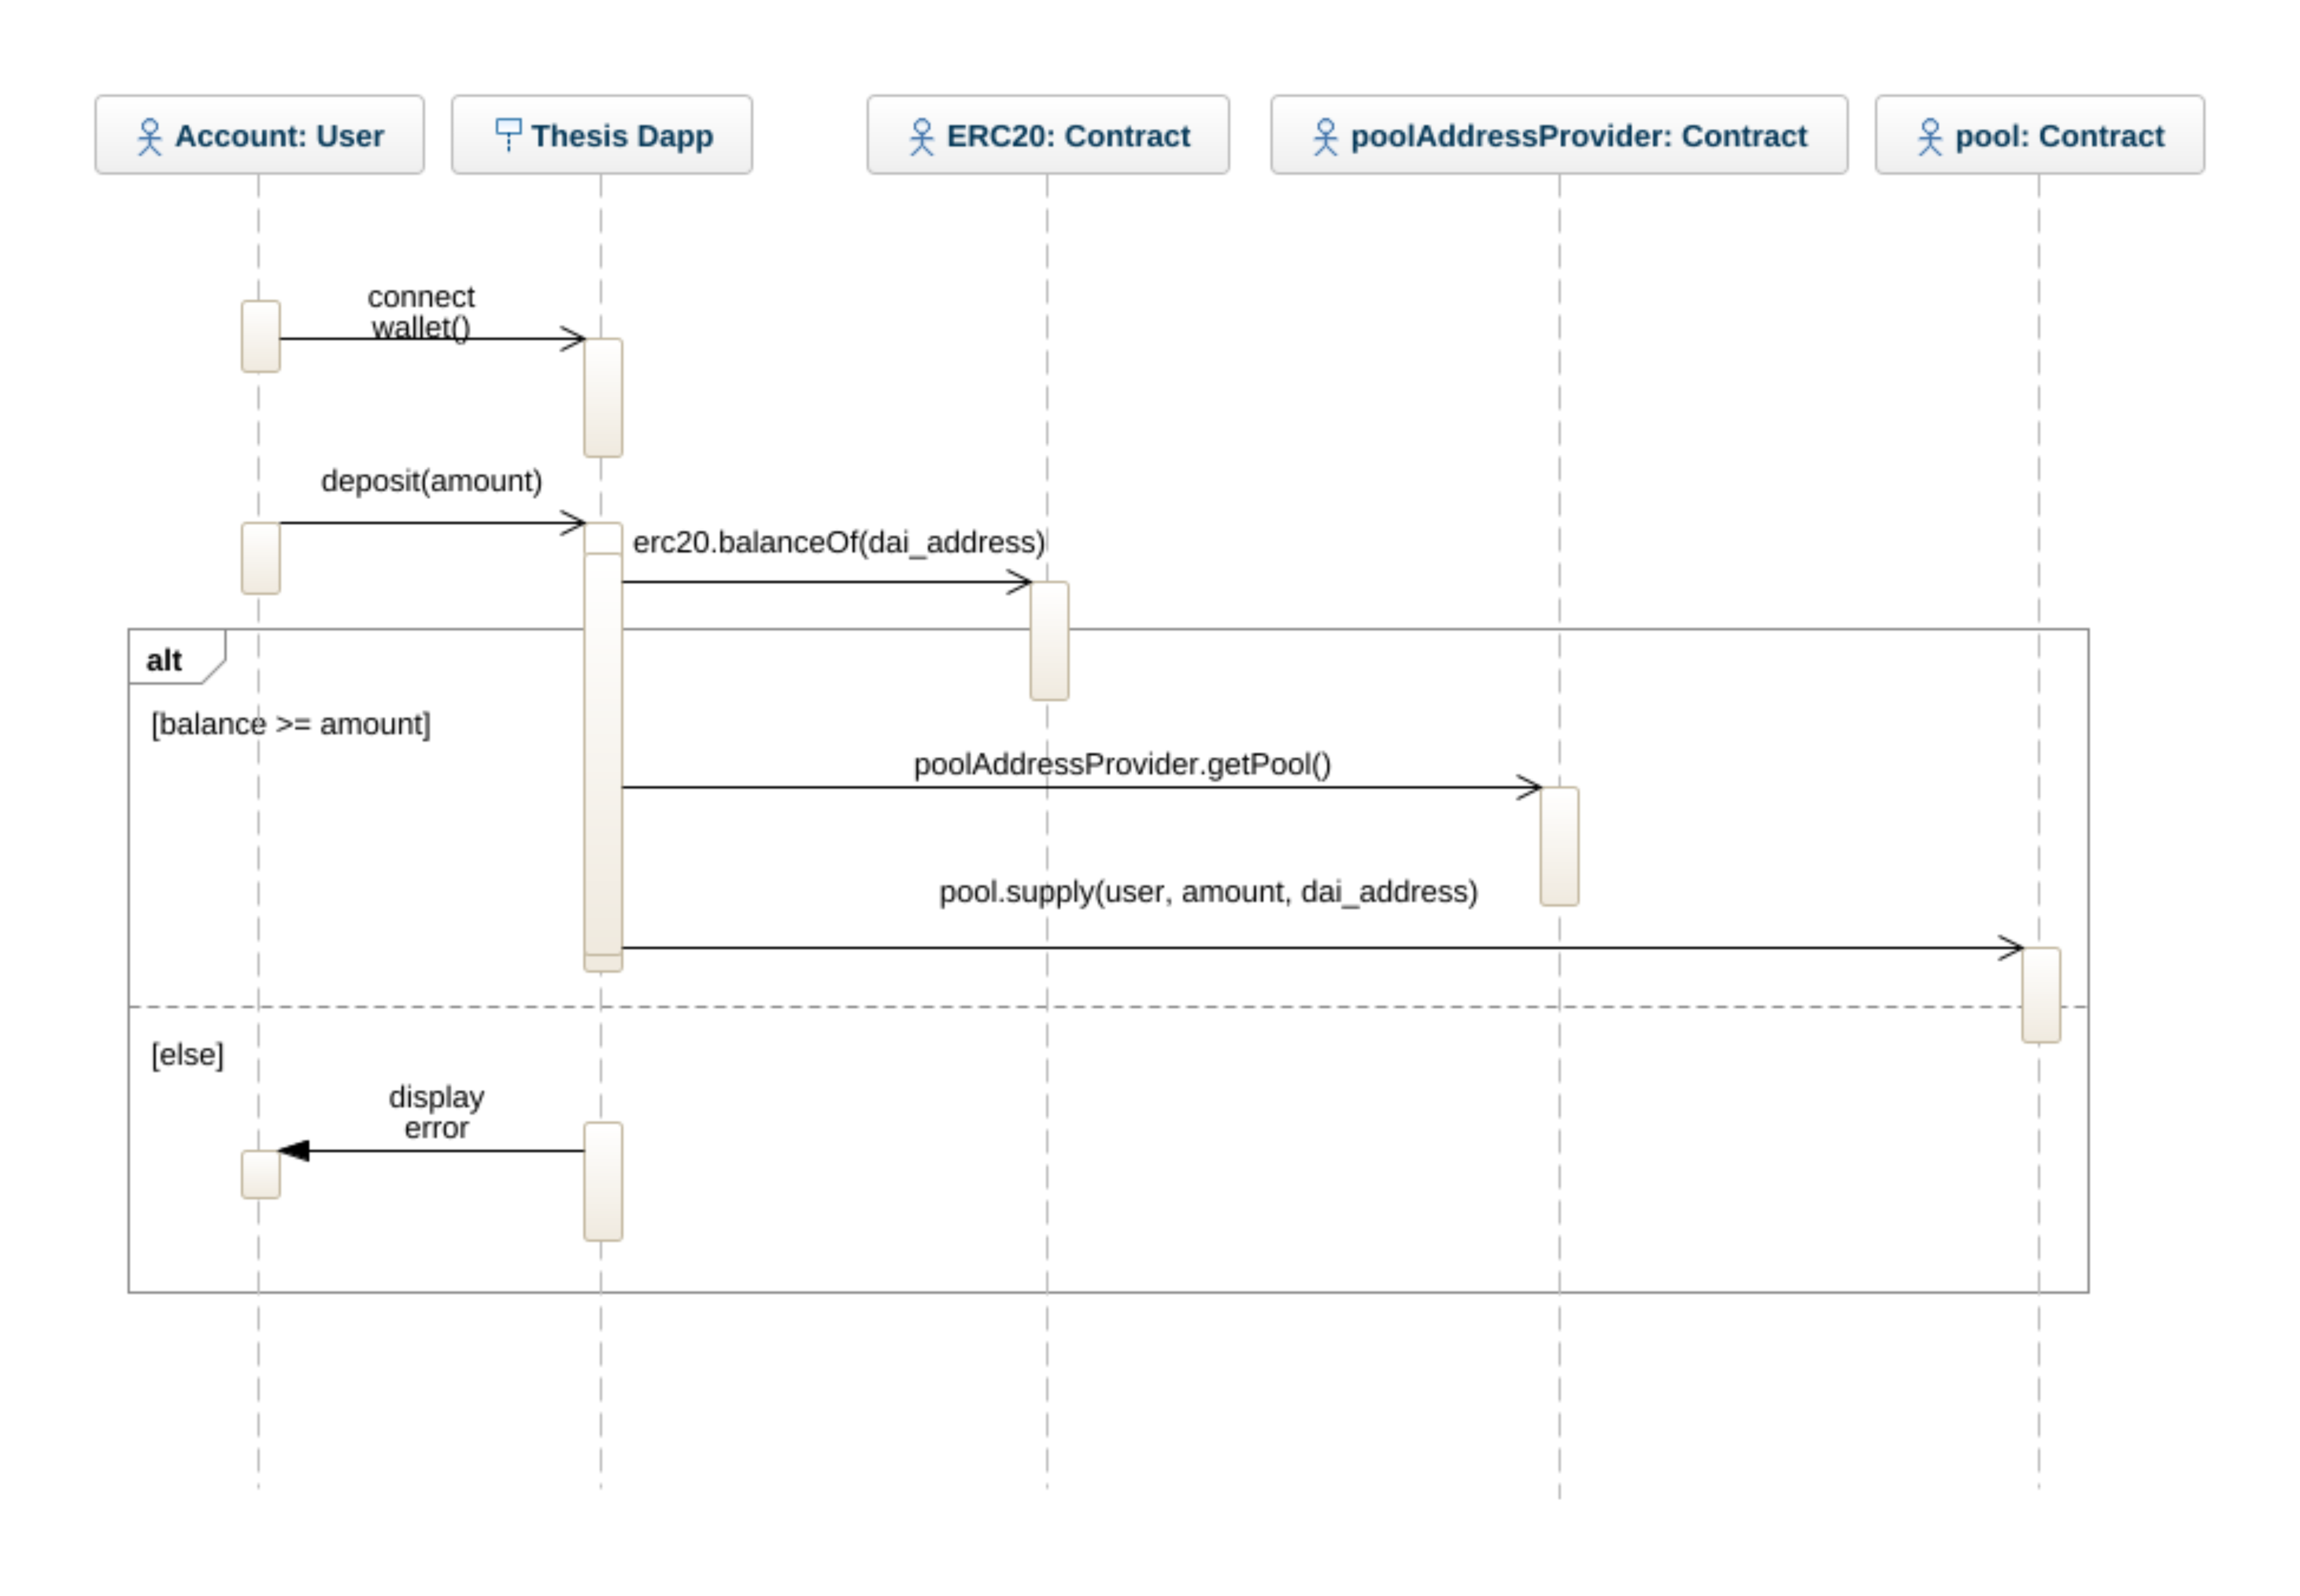 Account: User
Thesis Dapp
ERC20: Contract
poolAddressProvider: Contract
pool: Contract
connect
wallet()
deposit(amount)
erc20.balanceOf(dai_address)
alt
[balance >= amount]
poolAddressProvider.getPool()
pool.supply(user, amount, dai_address)
[else]
display
error